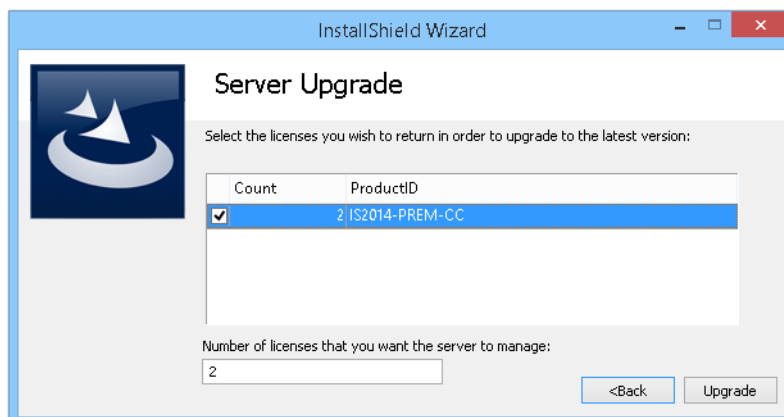 InstallShield Wizard
Server Upgrade
Select the licenses you wish to return in order to upgrade to the latest version:
Count ProductID
2 IS2014-PREM-CC
Number of licenses that you want the server to manage:
2
<Back Upgrade